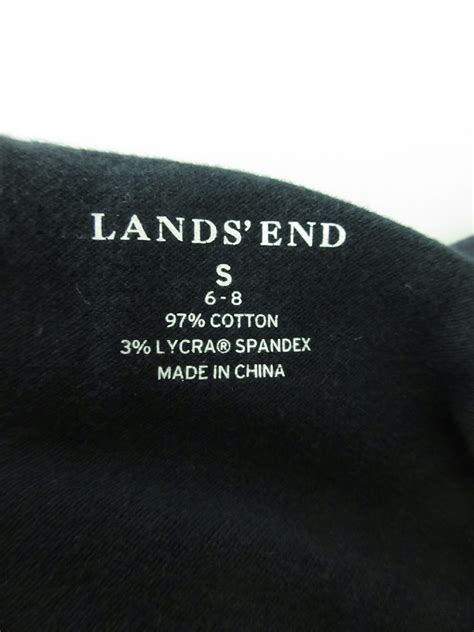 LANDS' END
S
6-8
97% COTTON
3% LYCRA® SPANDEX
MADE IN CHINA